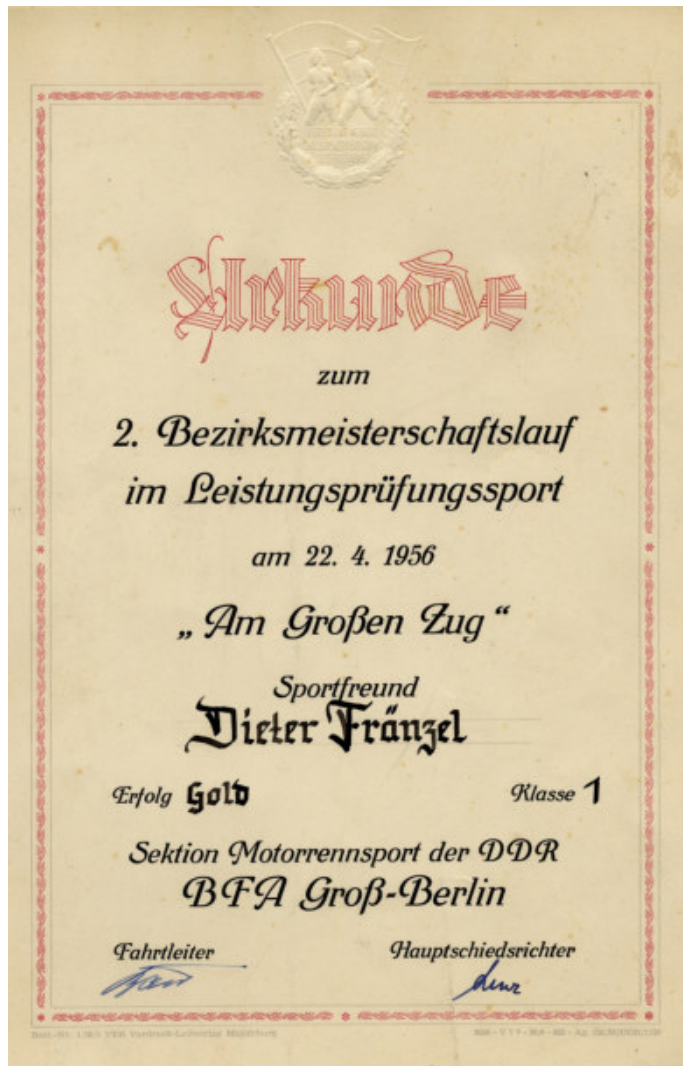 Urkunde
zum
2. Bezirksmeisterschaftslauf
im Leistungsprüfungssport
am 22. 4. 1956
„Am Großen Zug“
Sportfreund
Dieter Fränzel
Erfolg Gold Klasse 1
Sektion Motorrennsport der DDR
BFA Groß-Berlin
Fahrtleiter Hauptschiedsrichter